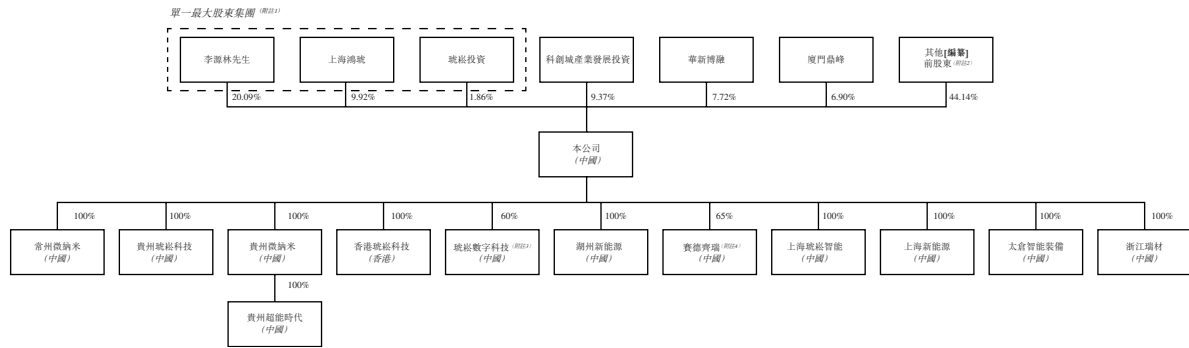 單一最大股東集團 (附註1)
李源林先生
上海鴻琥
琥崧投資
科創城產業發展投資
華新博融
廈門鼎峰
其他[編纂]
前股東(附註2)
20.09%
9.92%
1.86%
9.37%
7.72%
6.90%
44.14%
本公司
(中國)
100%
100%
100%
100%
60%
100%
65%
100%
100%
100%
100%
常州微納米
(中國)
貴州琥崧科技
(中國)
貴州微納米
(中國)
香港琥崧科技
(香港)
琥崧數字科技(附註3)
(中國)
湖州新能源
(中國)
賽德齊瑞(附註4)
(中國)
上海琥崧智能
(中國)
上海新能源
(中國)
太倉智能裝備
(中國)
浙江瑞材
(中國)
100%
貴州超能時代
(中國)